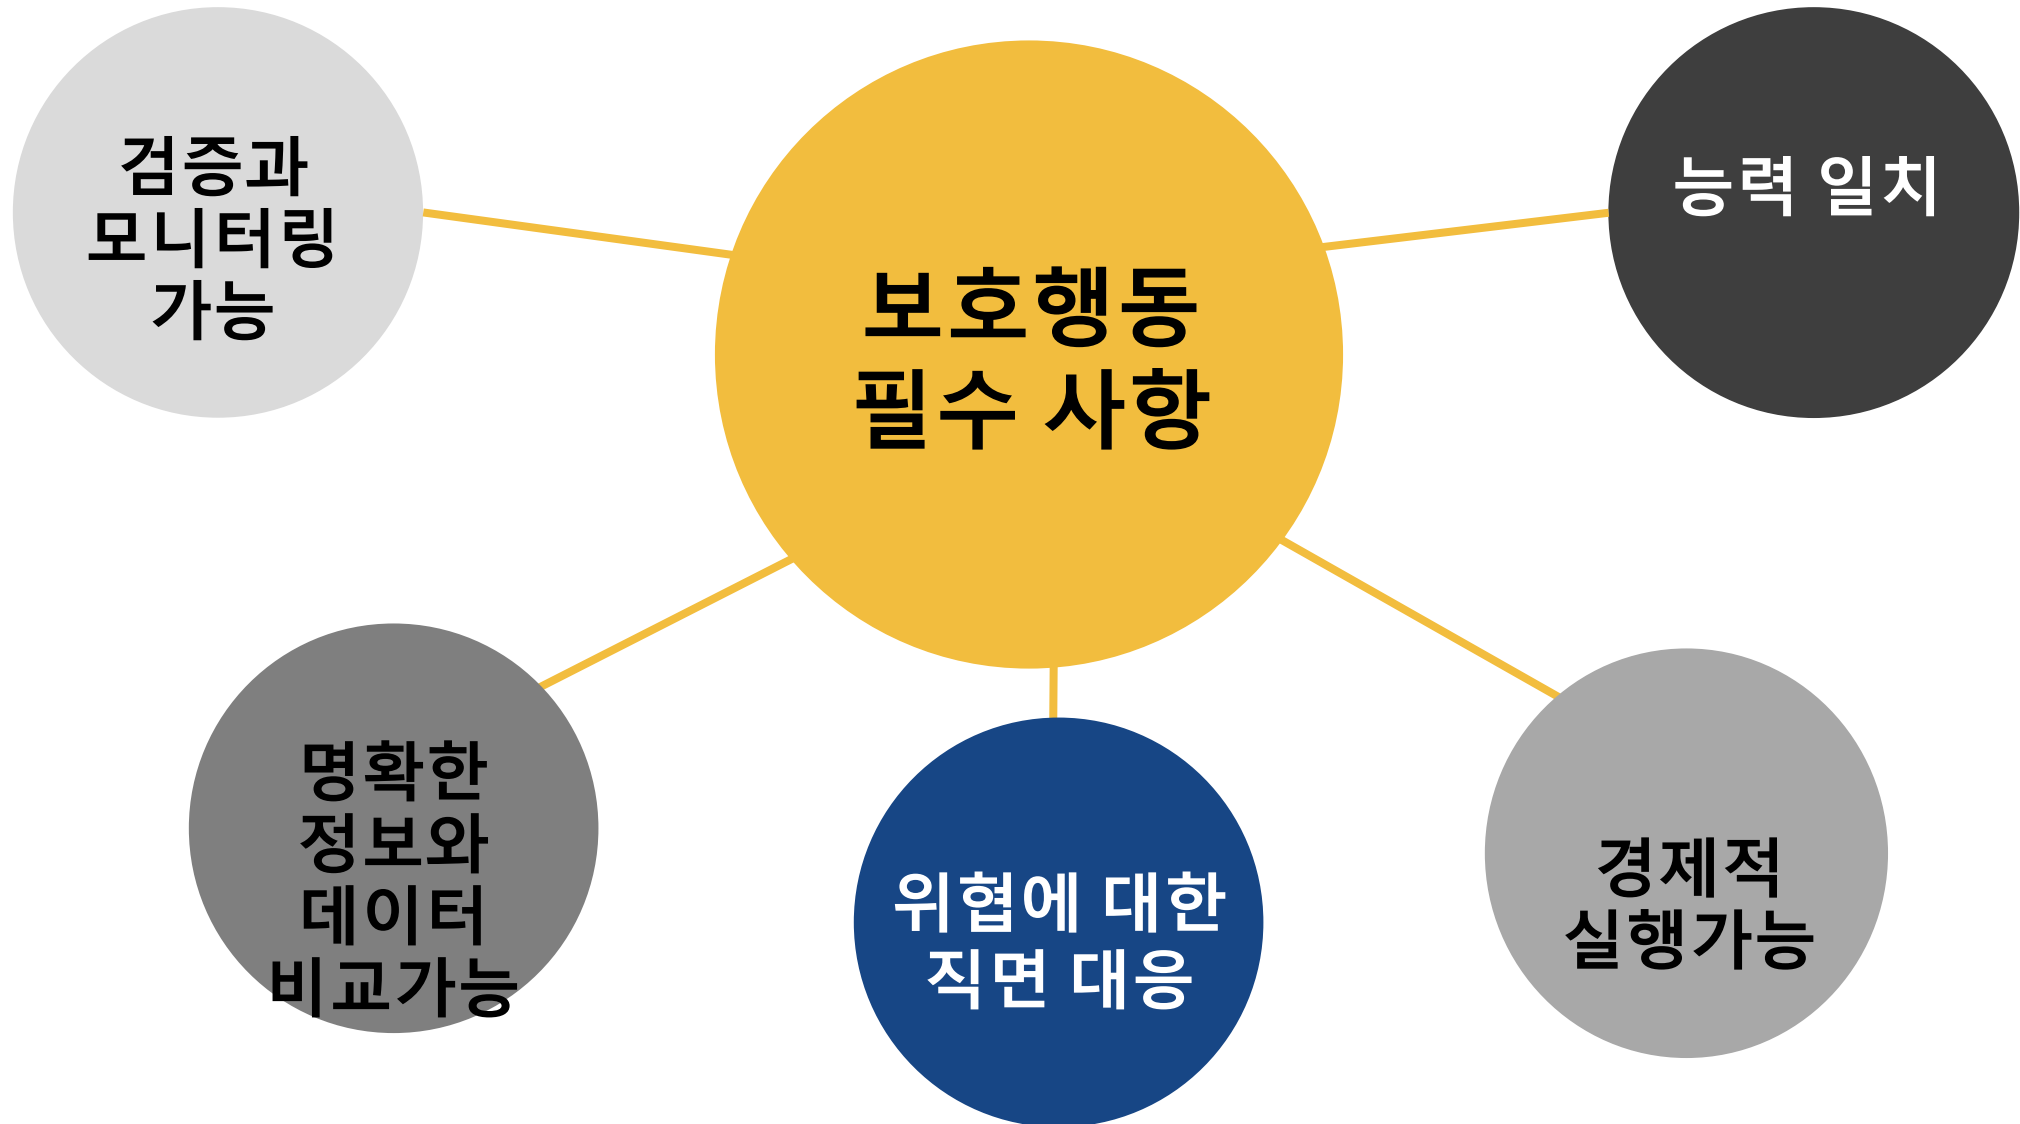 검증과
모니터링
가능
보호행동
필수 사항
능력 일치
명확한
정보와
데이터
비교가능
위협에 대한
직면 대응
경제적
실행가능